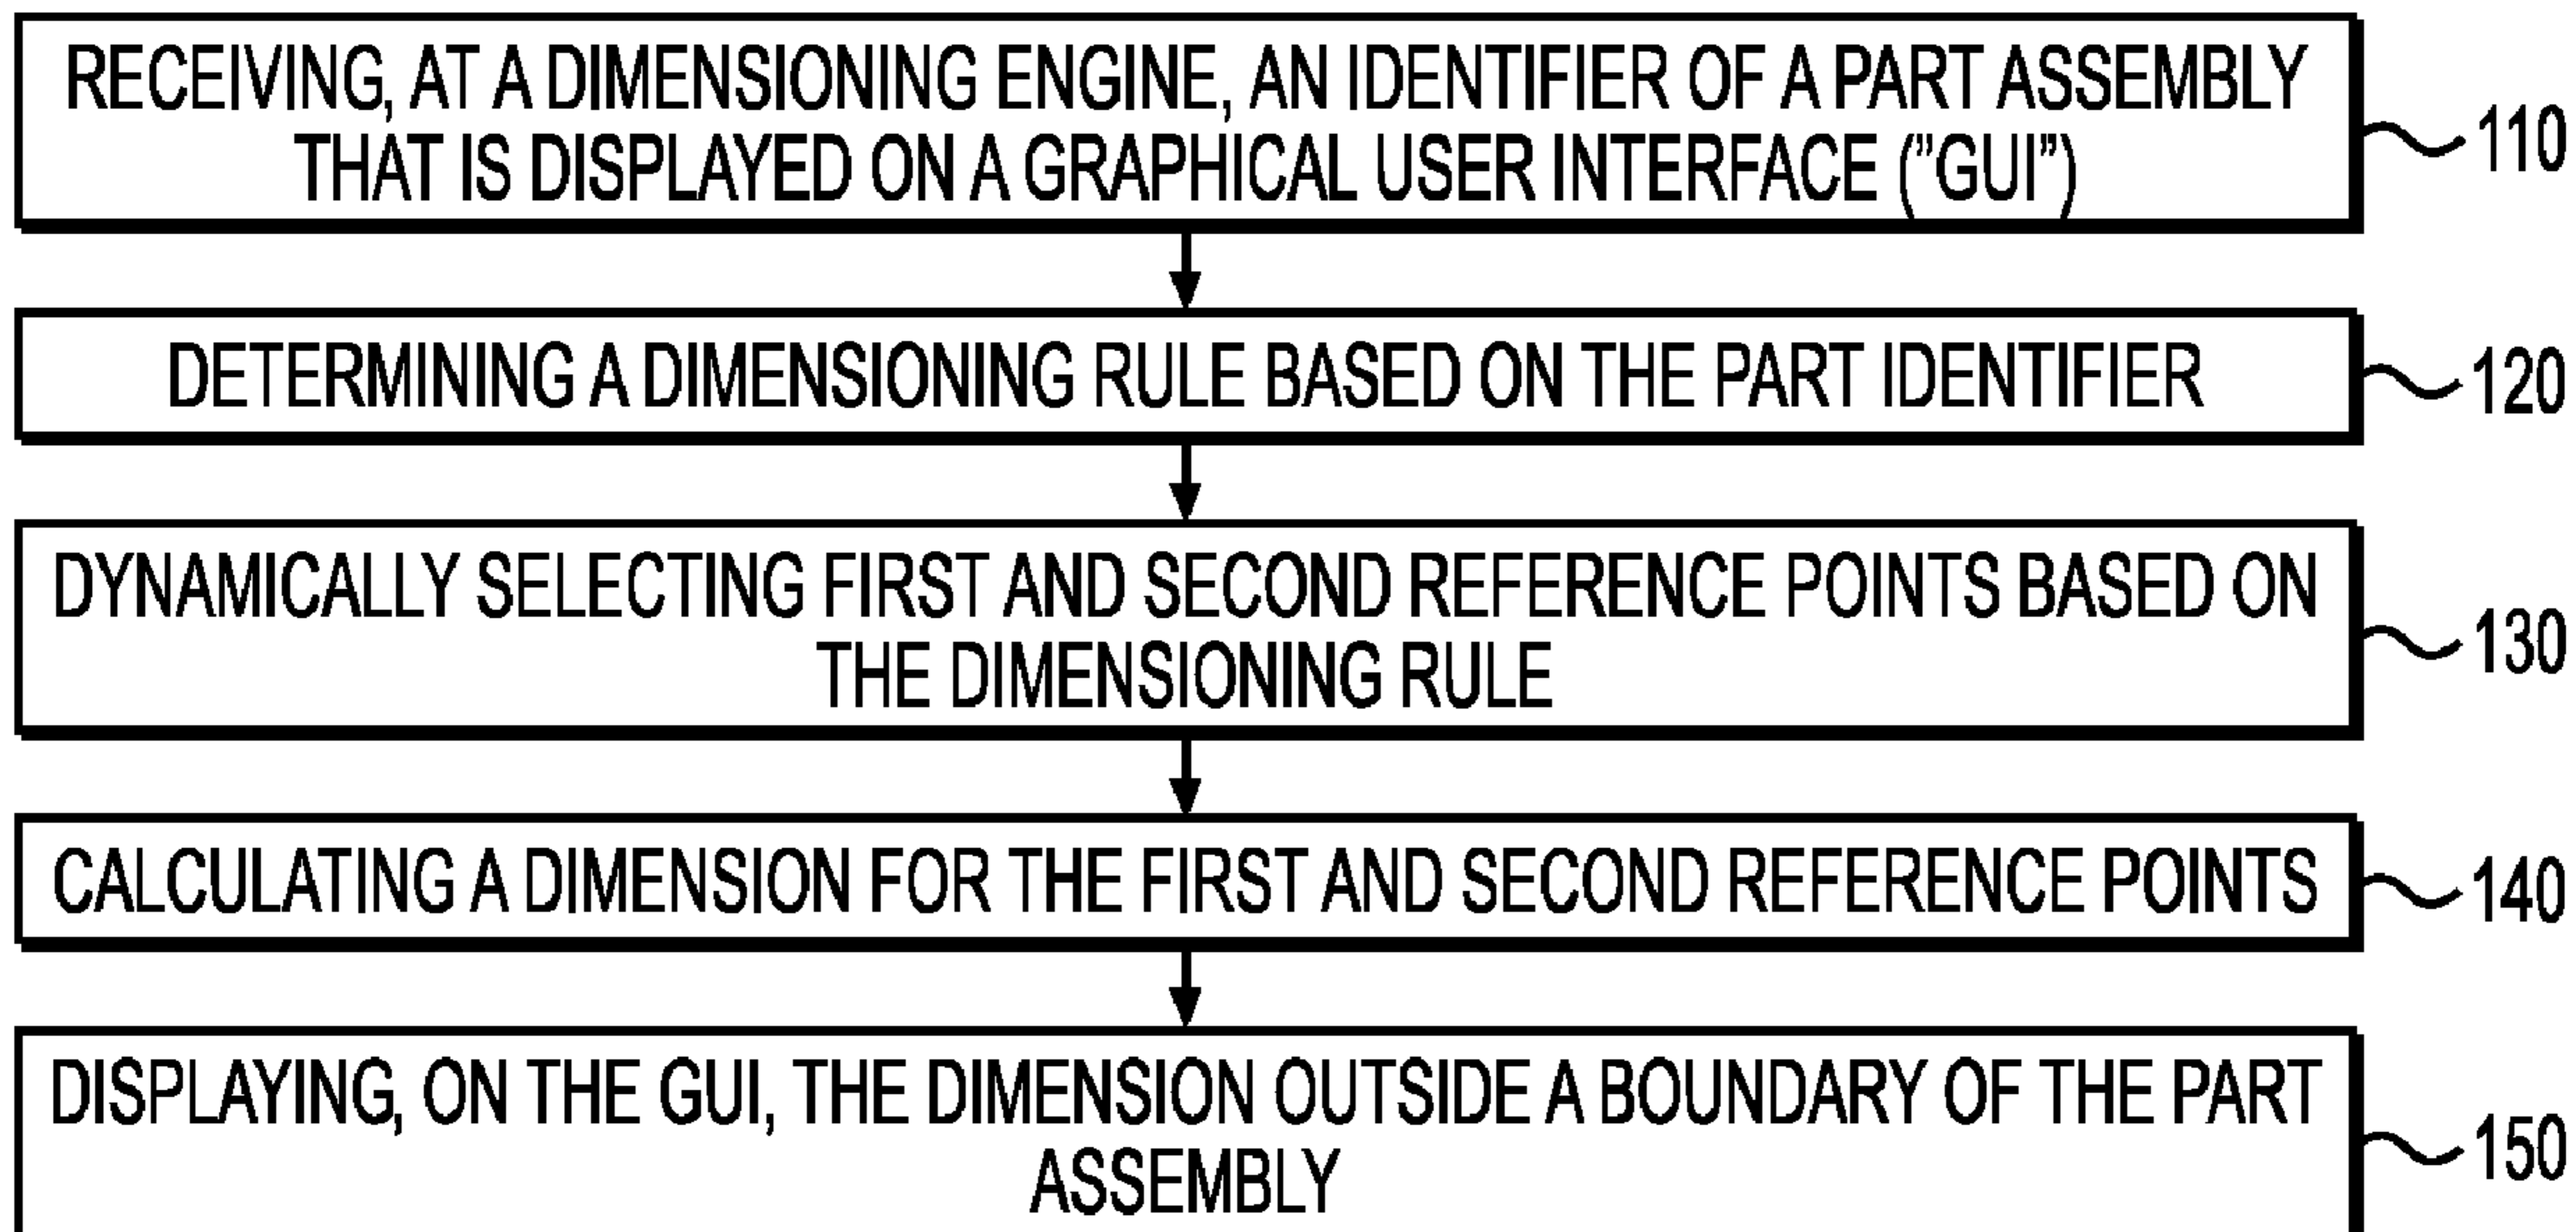 RECEIVING, AT A DIMENSIONING ENGINE, AN IDENTIFIER OF A PART ASSEMBLY
THAT IS DISPLAYED ON A GRAPHICAL USER INTERFACE (”GUI”)
110
DETERMINING A DIMENSIONING RULE BASED ON THE PART IDENTIFIER
120
DYNAMICALLY SELECTING FIRST AND SECOND REFERENCE POINTS BASED ON
THE DIMENSIONING RULE
130
CALCULATING A DIMENSION FOR THE FIRST AND SECOND REFERENCE POINTS
140
DISPLAYING, ON THE GUI, THE DIMENSION OUTSIDE A BOUNDARY OF THE PART
ASSEMBLY
150